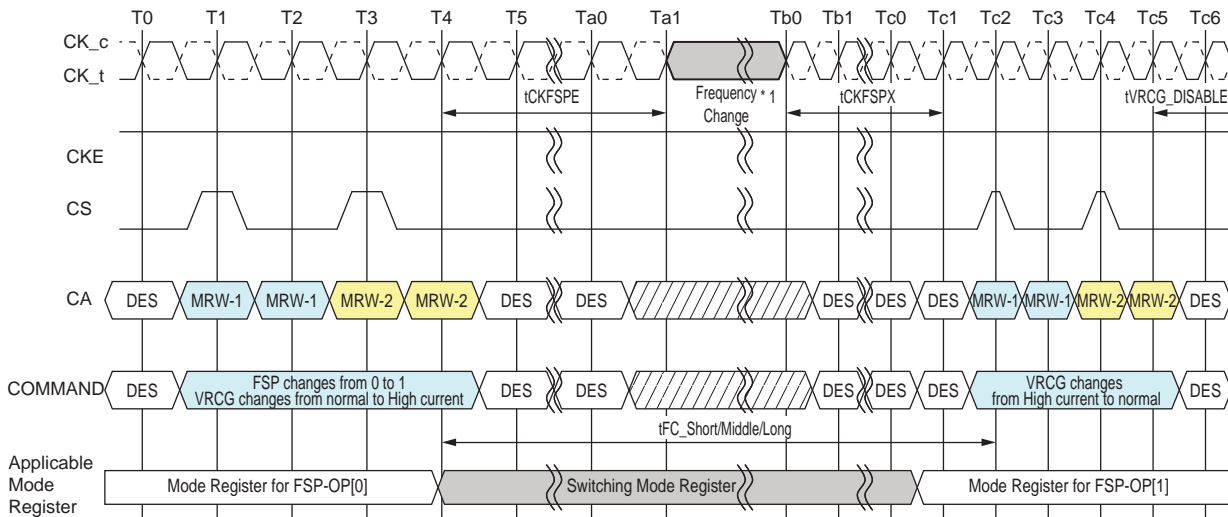 T0 T1 T2 T3 T4 T5 Ta0 Ta1 Tb0 Tb1 Tc0 Tc1 Tc2 Tc3 Tc4 Tc5 Tc6
CK_c
CK_t
tCKFSPE
Frequency * 1
Change
tCKFSPX
tVRCG_DISABLE
CKE
CS
CA DES MRW-1 MRW-1 MRW-2 MRW-2 DES DES DES DES DES MRW-1 MRW-1 MRW-2 MRW-2 DES
COMMAND DES FSP changes from 0 to 1 DES DES DES DES DES VRCG changes DES
VRCG changes from normal to High current from High current to normal
tFC_Short/Middle/Long
Applicable
Mode
Register
Mode Register for FSP-OP[0] Switching Mode Register Mode Register for FSP-OP[1]